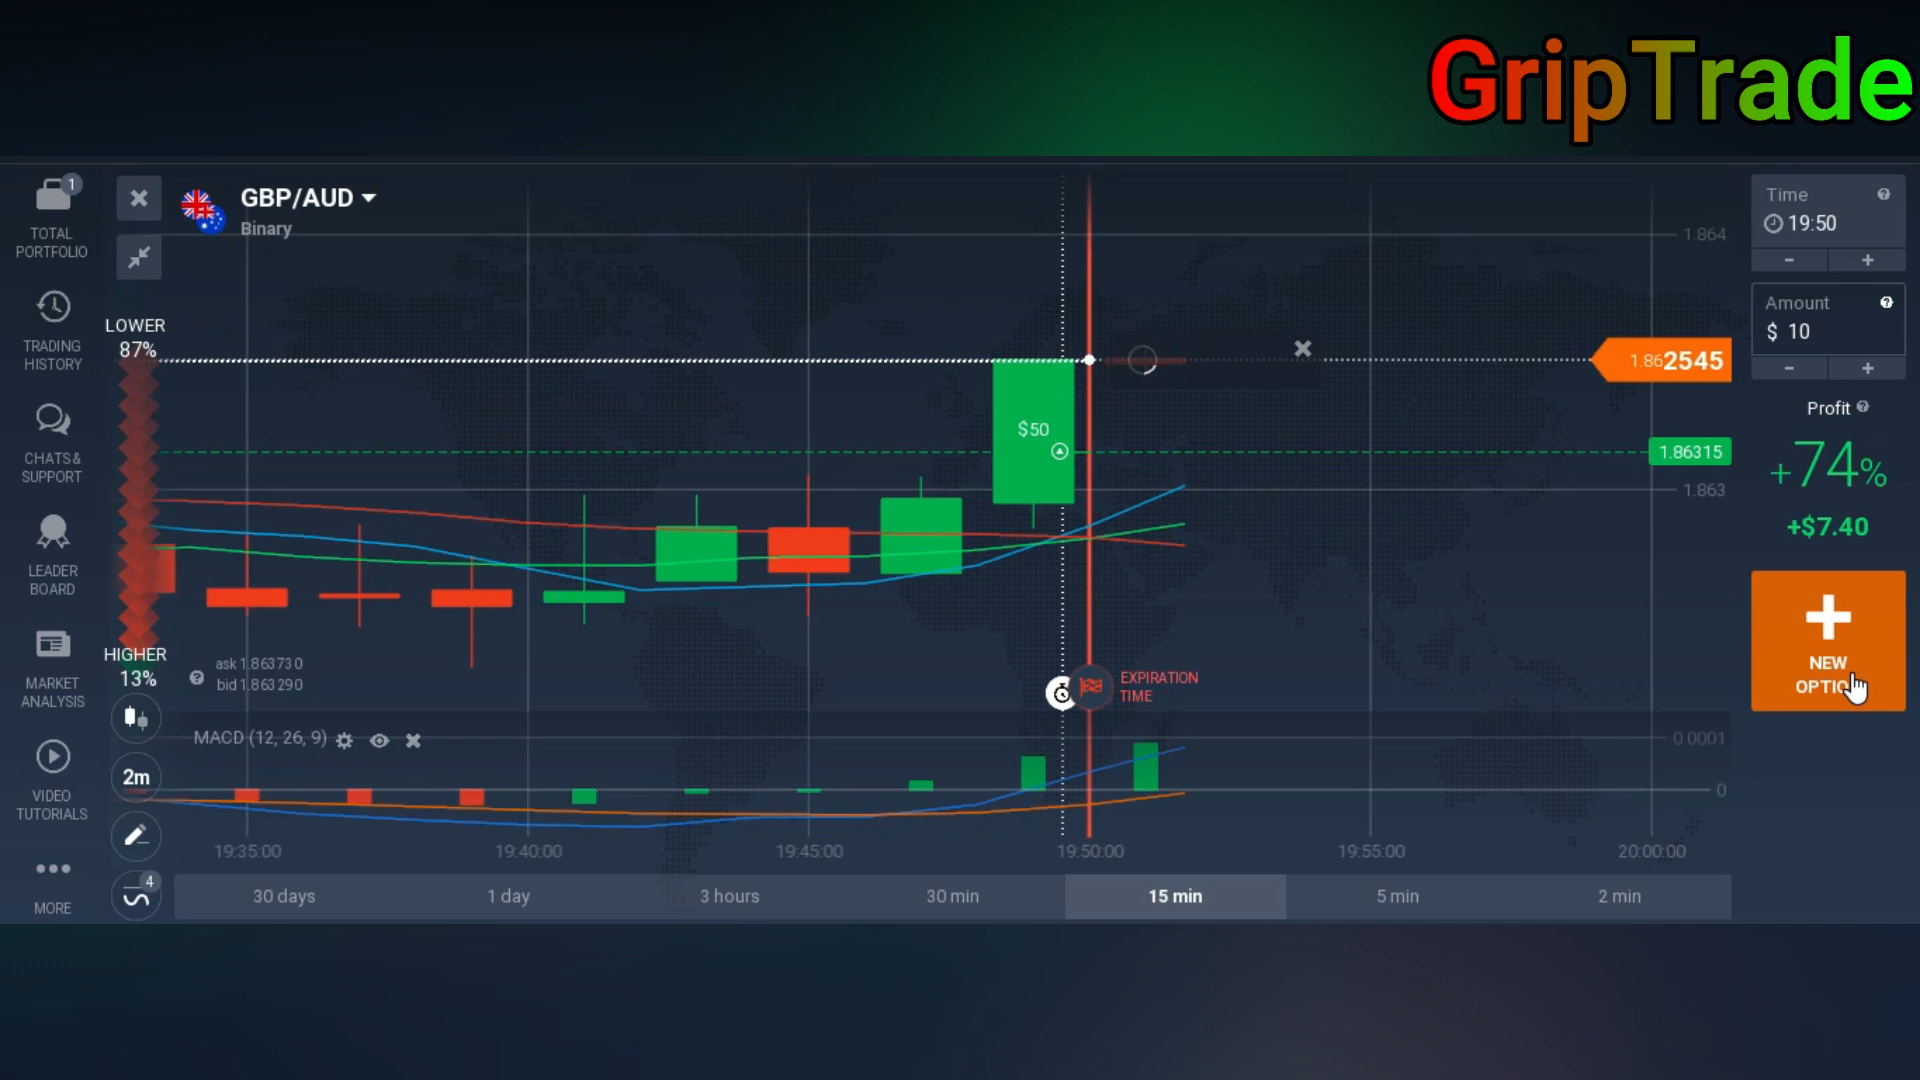 GripTrade
1
TOTAL
PORTFOLIO
TRADING
HISTORY
CHATS &
SUPPORT
LEADER
BOARD
MARKET
ANALYSIS
VIDEO
TUTORIALS
MORE
GBP/AUD
Binary
LOWER
87%
HIGHER
13%
ask 1.863730
bid 1.863290
$50
1.864
1.862545
1.86315
1.863
EXPIRATION
TIME
MACD (12, 26, 9)
0.0001
0
2m
4
19:35:00 19:40:00 19:45:00 19:50:00 19:55:00 20:00:00
30 days 1 day 3 hours 30 min 15 min 5 min 2 min
Time
19:50
- +
Amount
$ 10
- +
Profit
+74%
+$7.40
NEW